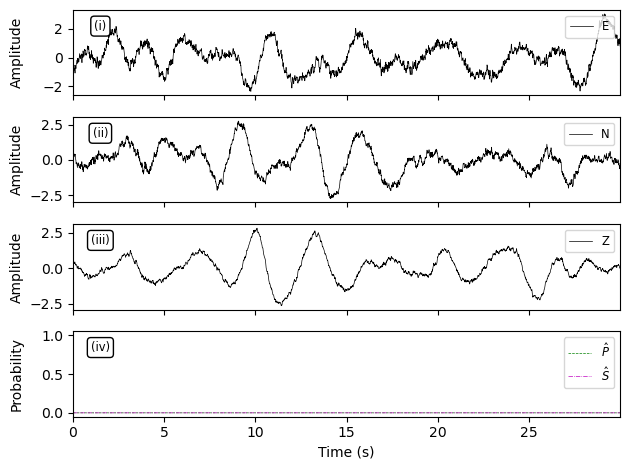 (i)
E
2
0
−2
Amplitude
(ii)
N
2.5
0.0
−2.5
Amplitude
(iii)
Z
2.5
0.0
−2.5
Amplitude
(iv)
P̂
Ŝ
1.0
0.5
0.0
Probability
0 5 10 15 20 25
Time (s)